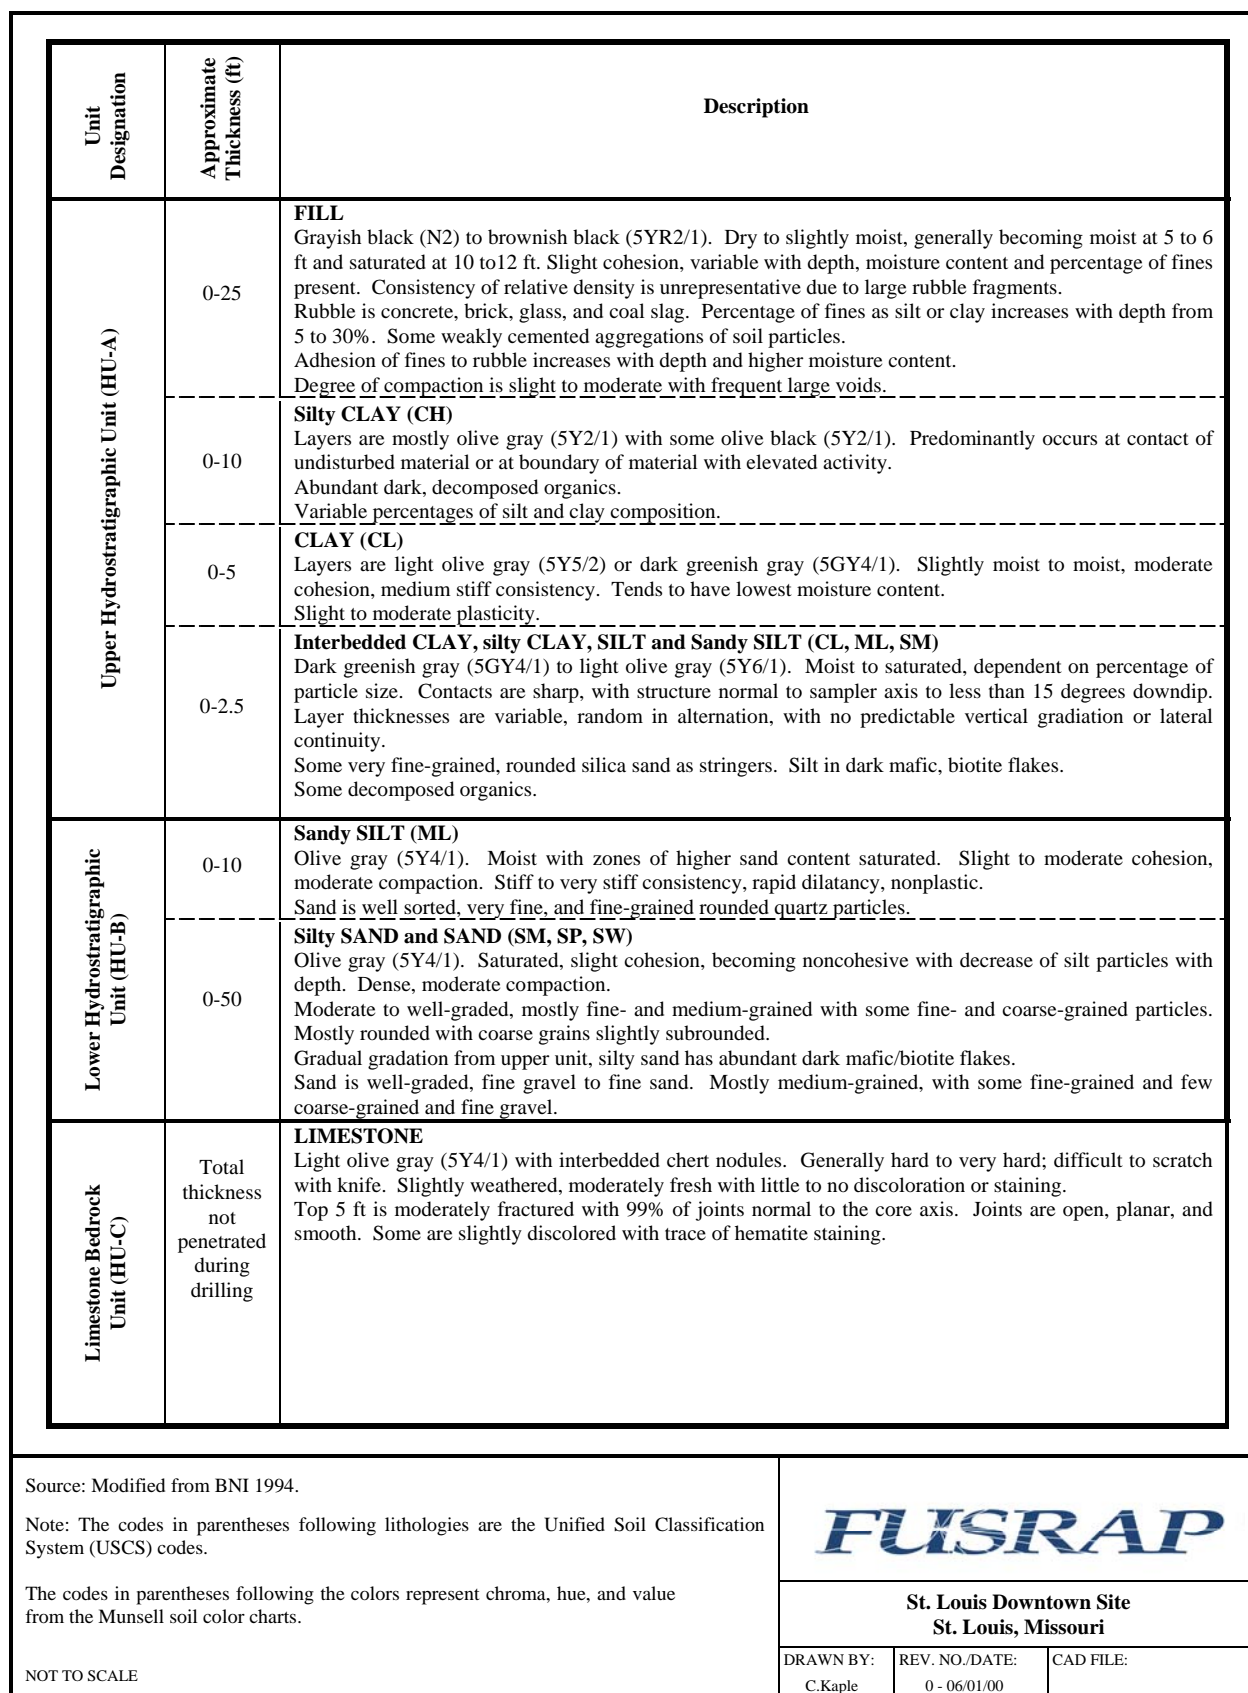 Unit
Designation
Approximate
Thickness (ft)
Description
Upper Hydrostratigraphic Unit (HU-A)
0-25
FILL
Grayish black (N2) to brownish black (5YR2/1). Dry to slightly moist, generally becoming moist at 5 to 6
ft and saturated at 10 to12 ft. Slight cohesion, variable with depth, moisture content and percentage of fines
present. Consistency of relative density is unrepresentative due to large rubble fragments.
Rubble is concrete, brick, glass, and coal slag. Percentage of fines as silt or clay increases with depth from
5 to 30%. Some weakly cemented aggregations of soil particles.
Adhesion of fines to rubble increases with depth and higher moisture content.
Degree of compaction is slight to moderate with frequent large voids.
0-10
Silty CLAY (CH)
Layers are mostly olive gray (5Y2/1) with some olive black (5Y2/1). Predominantly occurs at contact of
undisturbed material or at boundary of material with elevated activity.
Abundant dark, decomposed organics.
Variable percentages of silt and clay composition.
0-5
CLAY (CL)
Layers are light olive gray (5Y5/2) or dark greenish gray (5GY4/1). Slightly moist to moist, moderate
cohesion, medium stiff consistency. Tends to have lowest moisture content.
Slight to moderate plasticity.
0-2.5
Interbedded CLAY, silty CLAY, SILT and Sandy SILT (CL, ML, SM)
Dark greenish gray (5GY4/1) to light olive gray (5Y6/1). Moist to saturated, dependent on percentage of
particle size. Contacts are sharp, with structure normal to sampler axis to less than 15 degrees downdip.
Layer thicknesses are variable, random in alternation, with no predictable vertical gradiation or lateral
continuity.
Some very fine-grained, rounded silica sand as stringers. Silt in dark mafic, biotite flakes.
Some decomposed organics.
Lower Hydrostratigraphic
Unit (HU-B)
0-10
Sandy SILT (ML)
Olive gray (5Y4/1). Moist with zones of higher sand content saturated. Slight to moderate cohesion,
moderate compaction. Stiff to very stiff consistency, rapid dilatancy, nonplastic.
Sand is well sorted, very fine, and fine-grained rounded quartz particles.
0-50
Silty SAND and SAND (SM, SP, SW)
Olive gray (5Y4/1). Saturated, slight cohesion, becoming noncohesive with decrease of silt particles with
depth. Dense, moderate compaction.
Moderate to well-graded, mostly fine- and medium-grained with some fine- and coarse-grained particles.
Mostly rounded with coarse grains slightly subrounded.
Gradual gradation from upper unit, silty sand has abundant dark mafic/biotite flakes.
Sand is well-graded, fine gravel to fine sand. Mostly medium-grained, with some fine-grained and few
coarse-grained and fine gravel.
Limestone Bedrock
Unit (HU-C)
Total
thickness
not
penetrated
during
drilling
LIMESTONE
Light olive gray (5Y4/1) with interbedded chert nodules. Generally hard to very hard; difficult to scratch
with knife. Slightly weathered, moderately fresh with little to no discoloration or staining.
Top 5 ft is moderately fractured with 99% of joints normal to the core axis. Joints are open, planar, and
smooth. Some are slightly discolored with trace of hematite staining.
Source: Modified from BNI 1994.
Note: The codes in parentheses following lithologies are the Unified Soil Classification
System (USCS) codes.
The codes in parentheses following the colors represent chroma, hue, and value
from the Munsell soil color charts.
NOT TO SCALE
FUSRAP
St. Louis Downtown Site
St. Louis, Missouri
DRAWN BY:
C.Kaple
REV. NO./DATE:
0 - 06/01/00
CAD FILE: